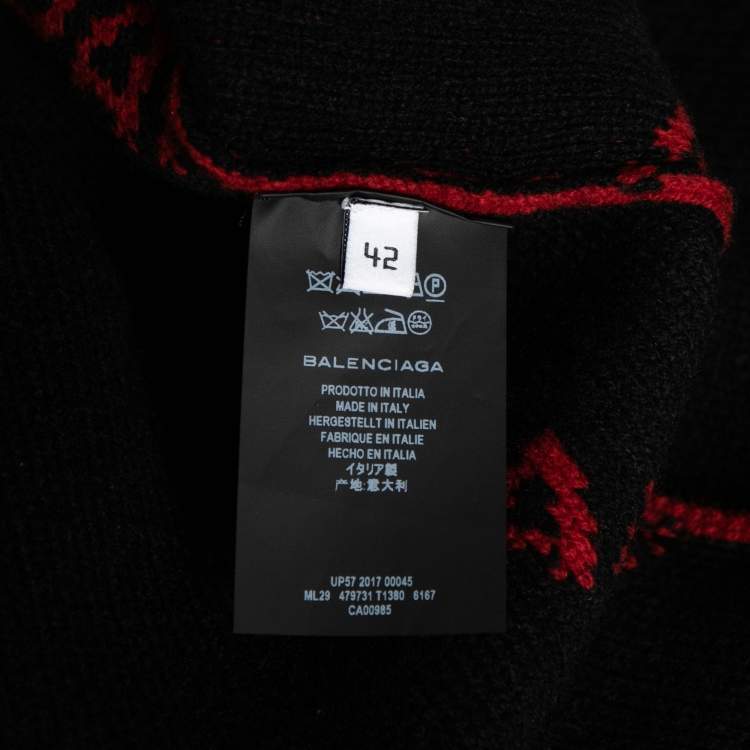 42
P
BALENCIAGA
PRODOTTO IN ITALIA
MADE IN ITALY
HERGESTELLT IN ITALIEN
FABRIQUE EN ITALIE
HECHO EN ITALIA
イタリア製
产地:意大利
UP57 2017 00045
ML29 479731 T1380 6167
CA00985